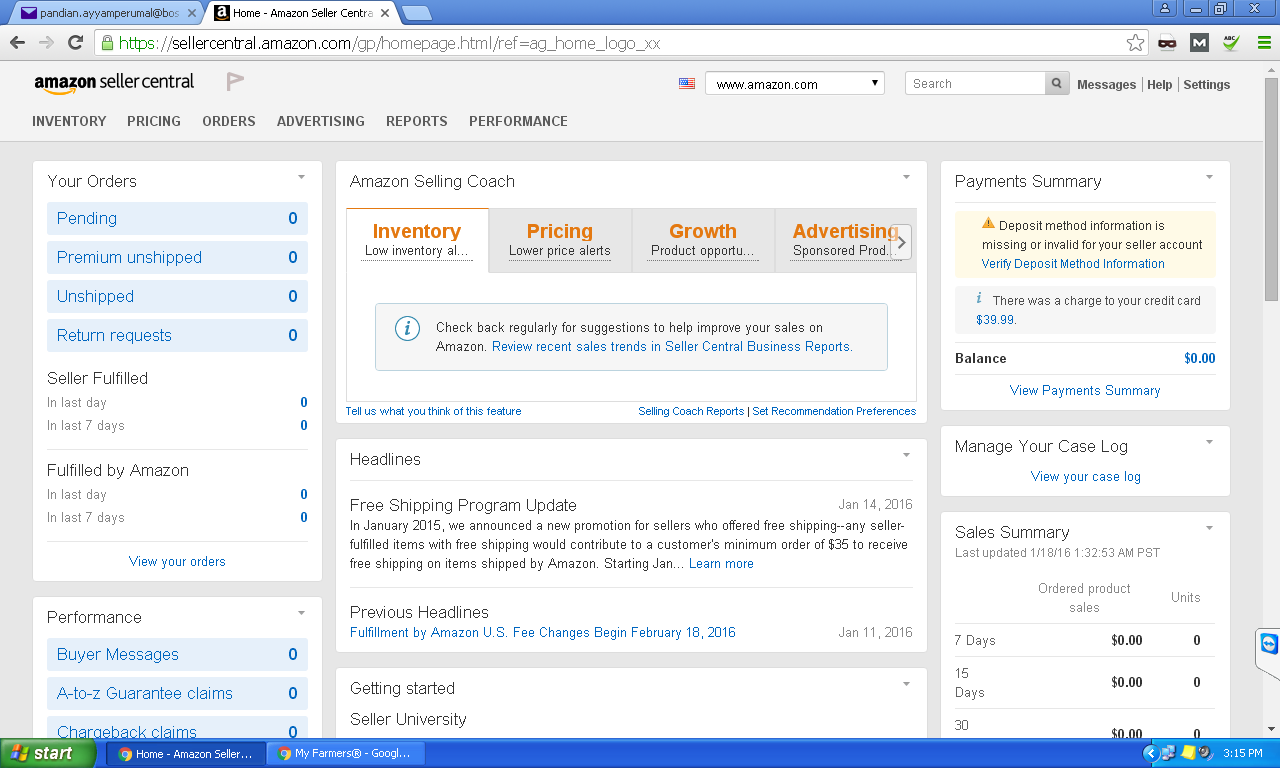 pandian.ayyamperumal@bos
Home - Amazon Seller Centra
https://sellercentral.amazon.com/gp/homepage.html/ref=ag_home_logo_xx
ABC
amazon seller central
www.amazon.com
Search
Messages | Help | Settings
INVENTORY PRICING ORDERS ADVERTISING REPORTS PERFORMANCE
Your Orders
Pending 0
Premium unshipped 0
Unshipped 0
Return requests 0
Seller Fulfilled
In last day 0
In last 7 days 0
Fulfilled by Amazon
In last day 0
In last 7 days 0
View your orders
Performance
Buyer Messages 0
A-to-z Guarantee claims 0
Chargeback claims 0
Amazon Selling Coach
Inventory
Low inventory al...
Pricing
Lower price alerts
Growth
Product opportu...
Advertising
Sponsored Prod...
Check back regularly for suggestions to help improve your sales on
Amazon. Review recent sales trends in Seller Central Business Reports.
Tell us what you think of this feature
Selling Coach Reports | Set Recommendation Preferences
Headlines
Free Shipping Program Update Jan 14, 2016
In January 2015, we announced a new promotion for sellers who offered free shipping--any seller-
fulfilled items with free shipping would contribute to a customer's minimum order of $35 to receive
free shipping on items shipped by Amazon. Starting Jan... Learn more
Previous Headlines
Fulfillment by Amazon U.S. Fee Changes Begin February 18, 2016 Jan 11, 2016
Getting started
Seller University
Payments Summary
Deposit method information is
missing or invalid for your seller account
Verify Deposit Method Information
There was a charge to your credit card
$39.99.
Balance $0.00
View Payments Summary
Manage Your Case Log
View your case log
Sales Summary
Last updated 1/18/16 1:32:53 AM PST
Ordered product
sales
Units
7 Days $0.00 0
15
Days
$0.00 0
30
$0.00 0
start
Home - Amazon Seller...
My Farmers® - Googl...
3:15 PM